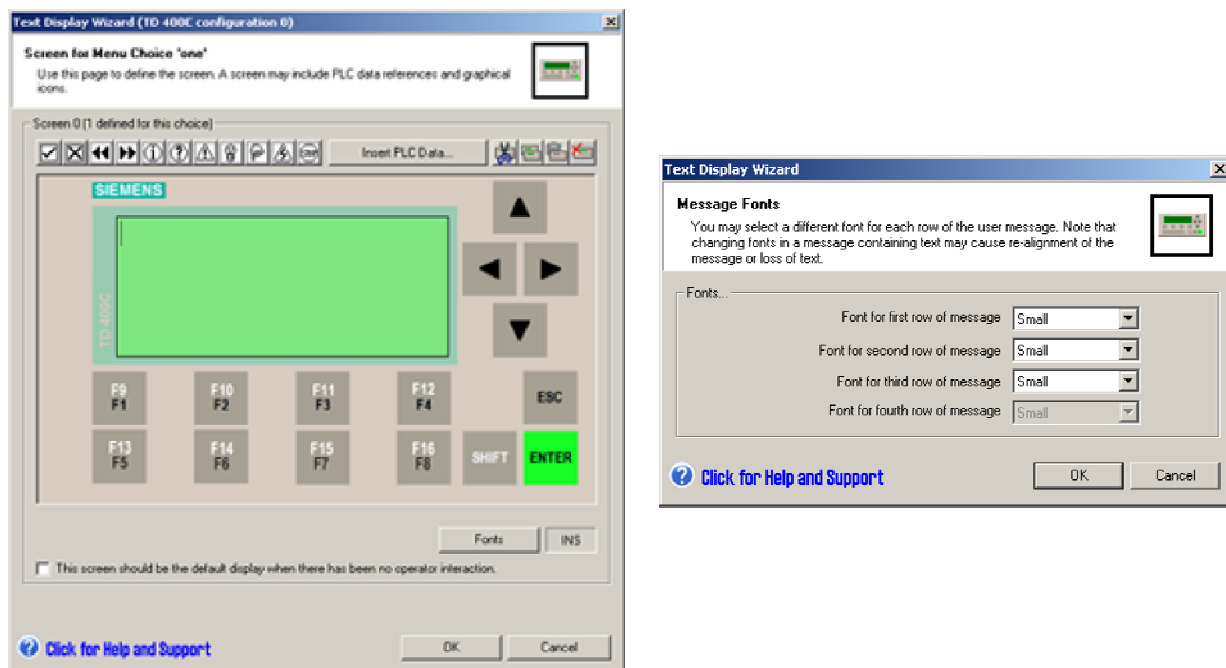 Text Display Wizard (TD 400C configuration 0)
Screen for Menu Choice 'one'
Use this page to define the screen. A screen may include PLC data references and graphical
icons.
Screen 0 (1 defined for this choice)
Insert PLC Data...
SIEMENS
TD 400C
F9 F10 F11 F12
F1 F2 F3 F4 ESC
F13 F14 F15 F16
F5 F6 F7 F8 SHIFT ENTER
Fonts INS
This screen should be the default display when there has been no operator interaction.
Click for Help and Support OK Cancel
Text Display Wizard
Message Fonts
You may select a different font for each row of the user message. Note that
changing fonts in a message containing text may cause re-alignment of the
message or loss of text.
Fonts...
Font for first row of message Small
Font for second row of message Small
Font for third row of message Small
Font for fourth row of message Small
Click for Help and Support OK Cancel